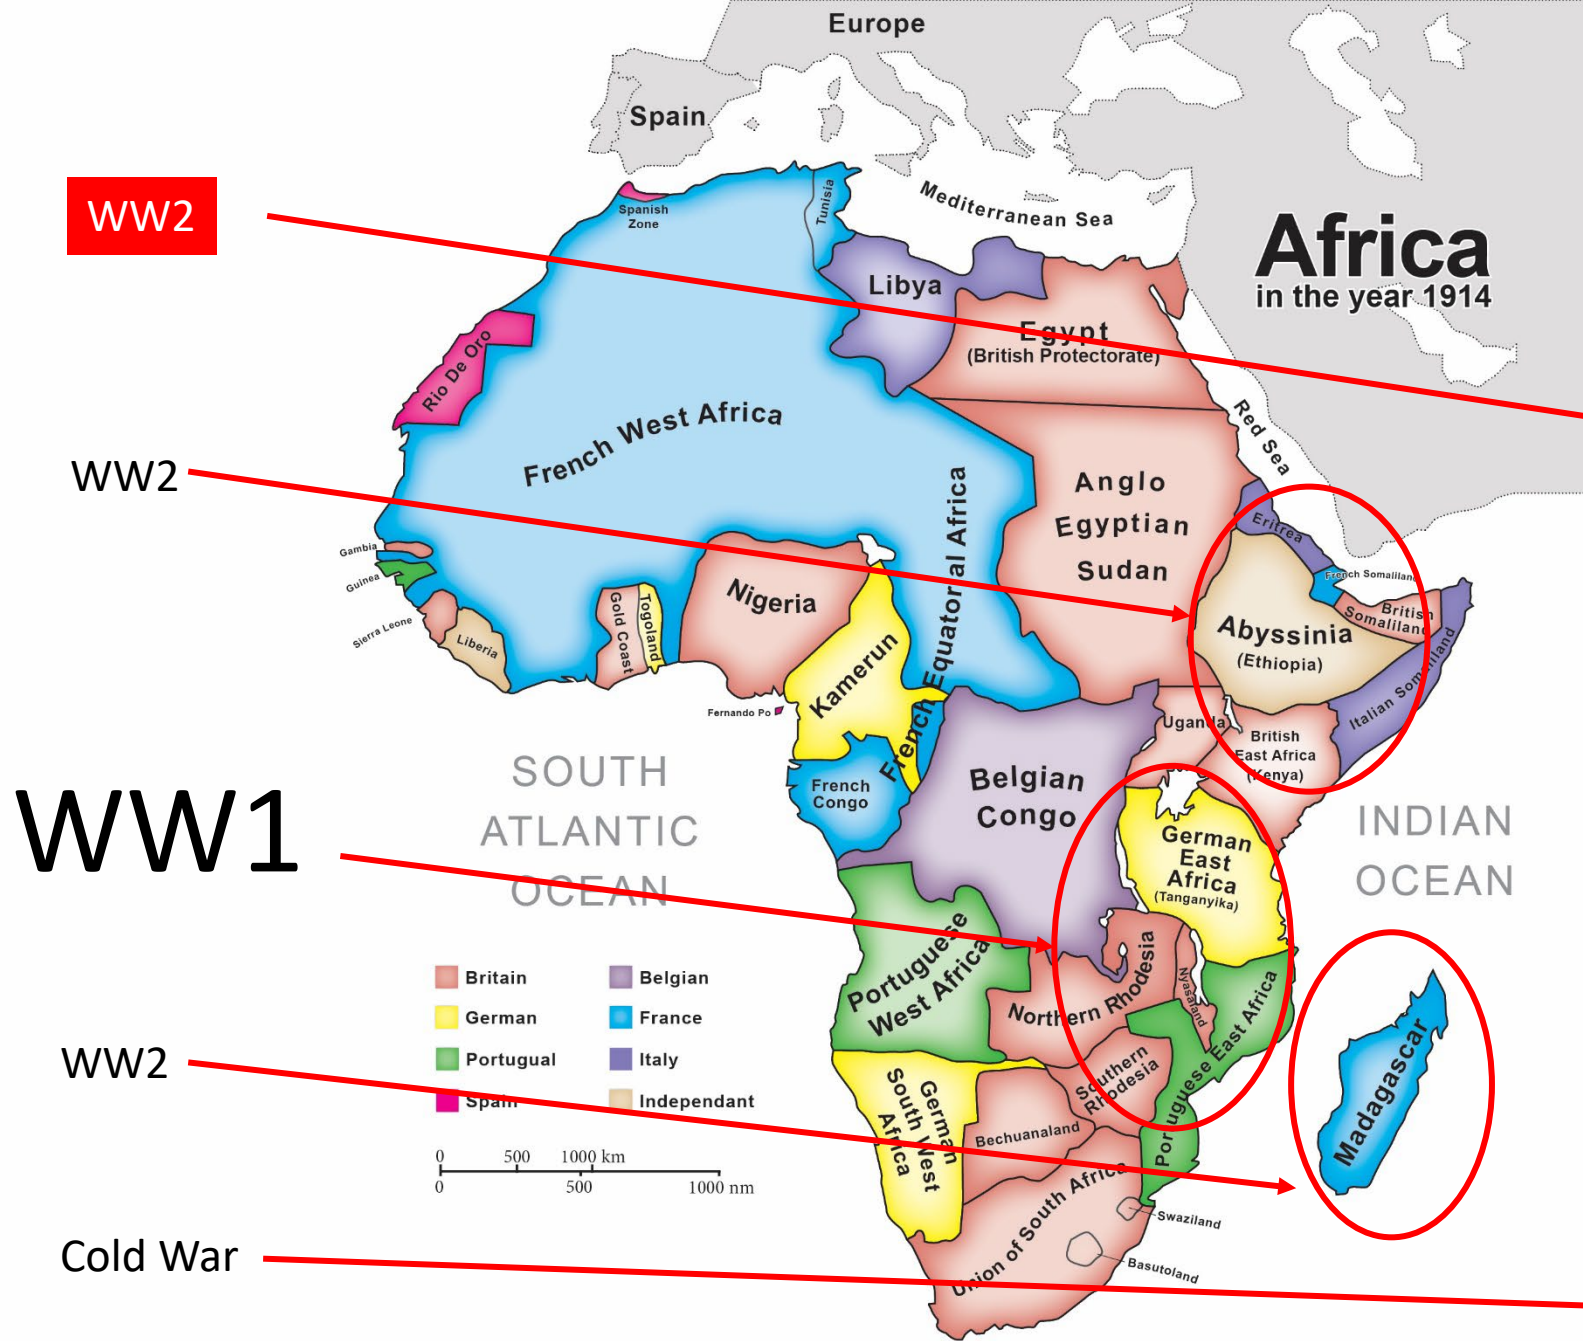 Europe
Spain
WW2
Spanish
Zone
Tunisia
Mediterranean Sea
Africa
in the year 1914
Libya
Egypt
(British Protectorate)
Rio De Oro
French West Africa
Red Sea
WW2
Anglo
Egyptian
Sudan
Eritrea
French Somaliland
Gambia
Guinea
Sierra Leone
Liberia
Gold Coast
Togoland
Nigeria
Kamerun
French Equatorial Africa
Abyssinia
(Ethiopia)
British
Somaliland
Italian Somaliland
Fernando Po
Uganda
British
East Africa
(Kenya)
SOUTH
ATLANTIC
OCEAN
French
Congo
Belgian
Congo
WW1
German
East
Africa
(Tanganyika)
INDIAN
OCEAN
Portuguese
West Africa
Northern Rhodesia
Nyasaland
Portuguese East Africa
Madagascar
Britain
Belgian
German
France
Portugual
Italy
Spain
Independant
WW2
German
South West
Africa
Southern
Rhodesia
Bechuanaland
0 500 1000 km
0 500 1000 nm
Union of South Africa
Swaziland
Basutoland
Cold War